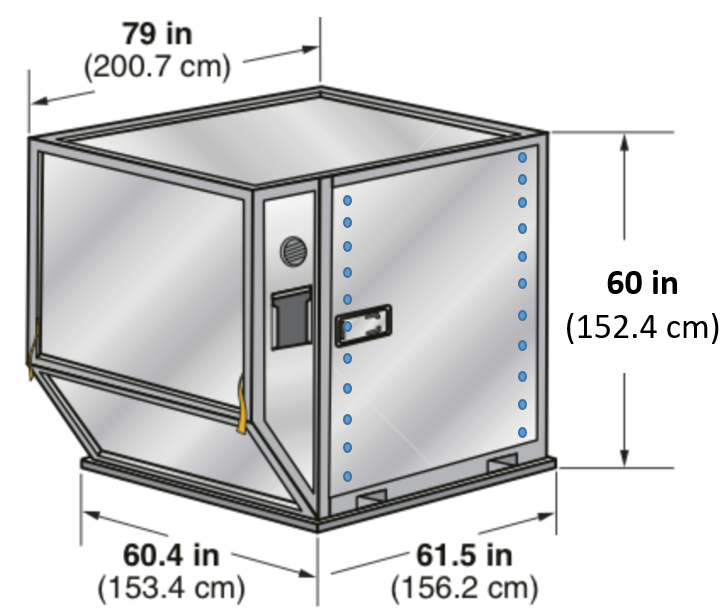 79 in
(200.7 cm)
60 in
(152.4 cm)
60.4 in
(153.4 cm)
61.5 in
(156.2 cm)